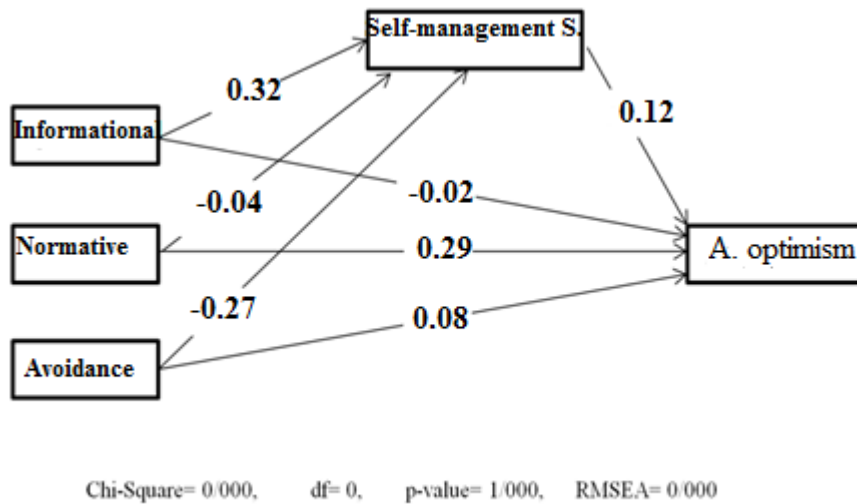 Self-management S.
0.32
0.12
Informational
-0.04
-0.02
Normative
0.29
A. optimism
-0.27
0.08
Avoidance
Chi-Square= 0/000, df= 0, p-value= 1/000, RMSEA= 0/000